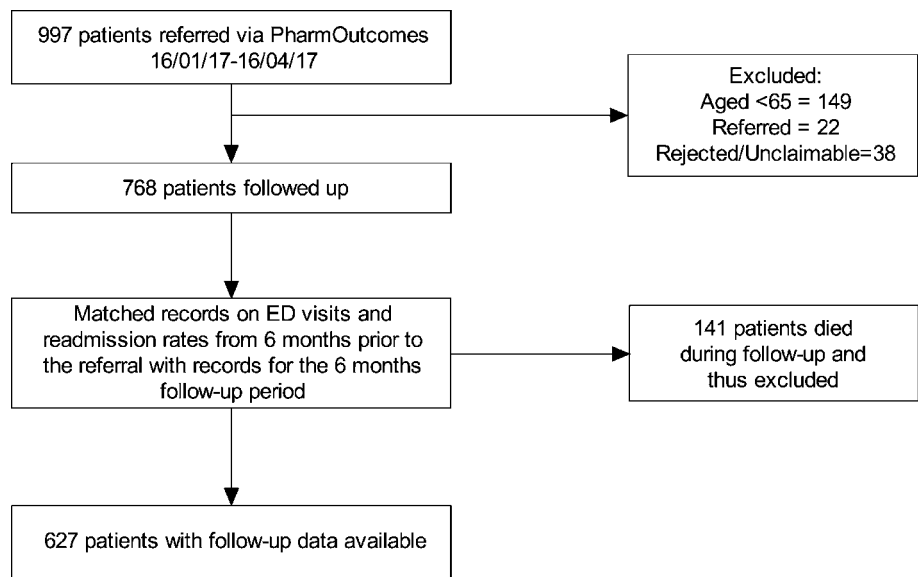 997 patients referred via PharmOutcomes
16/01/17-16/04/17
Excluded:
Aged <65 = 149
Referred = 22
Rejected/Unclaimable=38
768 patients followed up
Matched records on ED visits and
readmission rates from 6 months prior to
the referral with records for the 6 months
follow-up period
141 patients died
during follow-up and
thus excluded
627 patients with follow-up data available